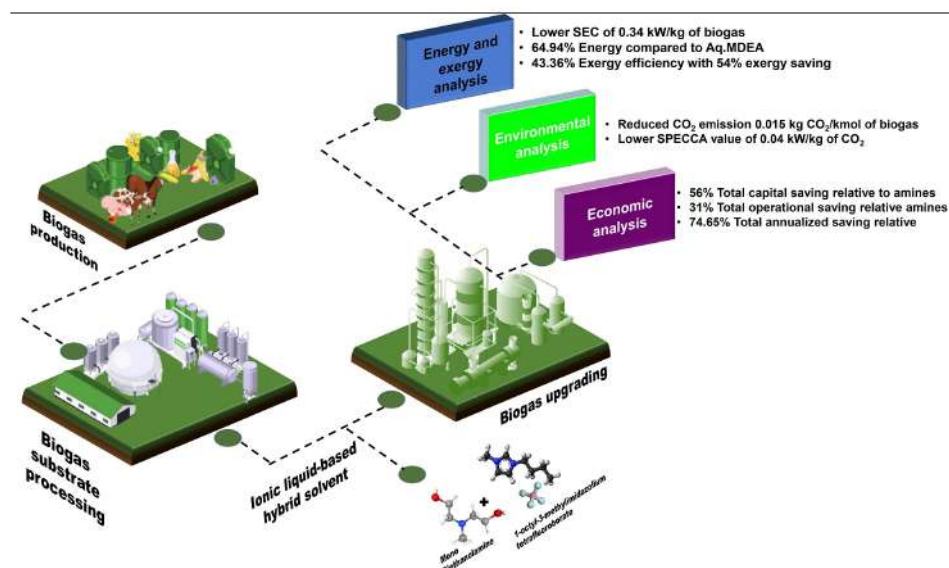 Energy and
exergy
analysis
• Lower SEC of 0.34 kW/kg of biogas
• 64.94% Energy compared to Aq.MDEA
• 43.36% Exergy efficiency with 54% exergy saving
Environmental
analysis
• Reduced CO₂ emission 0.015 kg CO₂/kmol of biogas
• Lower SPECCA value of 0.04 kW/kg of CO₂
Economic
analysis
• 56% Total capital saving relative to amines
• 31% Total operational saving relative amines
• 74.65% Total annualized saving relative
Biogas
production
Biogas upgrading
Biogas
substrate
processing
Ionic liquid-based
hybrid solvent
+
Mono
1-octyl-3-methylimidazolium
tetrafluoroborate